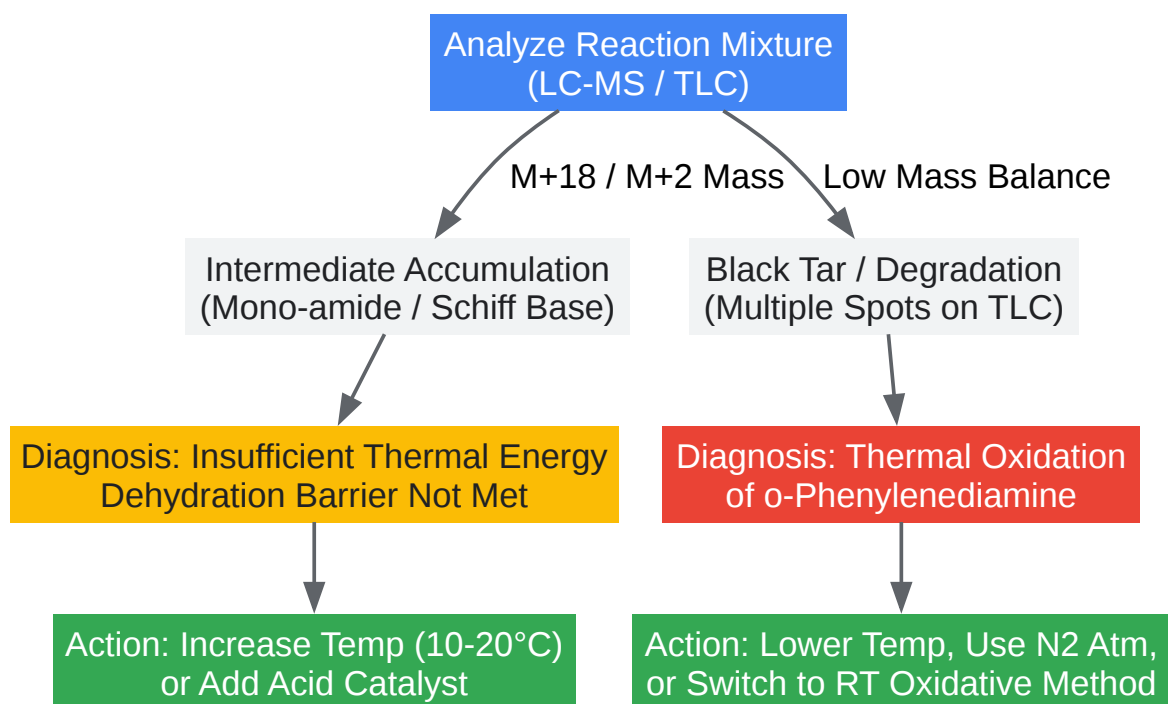 Analyze Reaction Mixture
(LC-MS / TLC)
M+18 / M+2 Mass
Low Mass Balance
Intermediate Accumulation
(Mono-amide / Schiff Base)
Black Tar / Degradation
(Multiple Spots on TLC)
Diagnosis: Insufficient Thermal Energy
Dehydration Barrier Not Met
Diagnosis: Thermal Oxidation
of o-Phenylenediamine
Action: Increase Temp (10-20°C)
or Add Acid Catalyst
Action: Lower Temp, Use N2 Atm,
or Switch to RT Oxidative Method